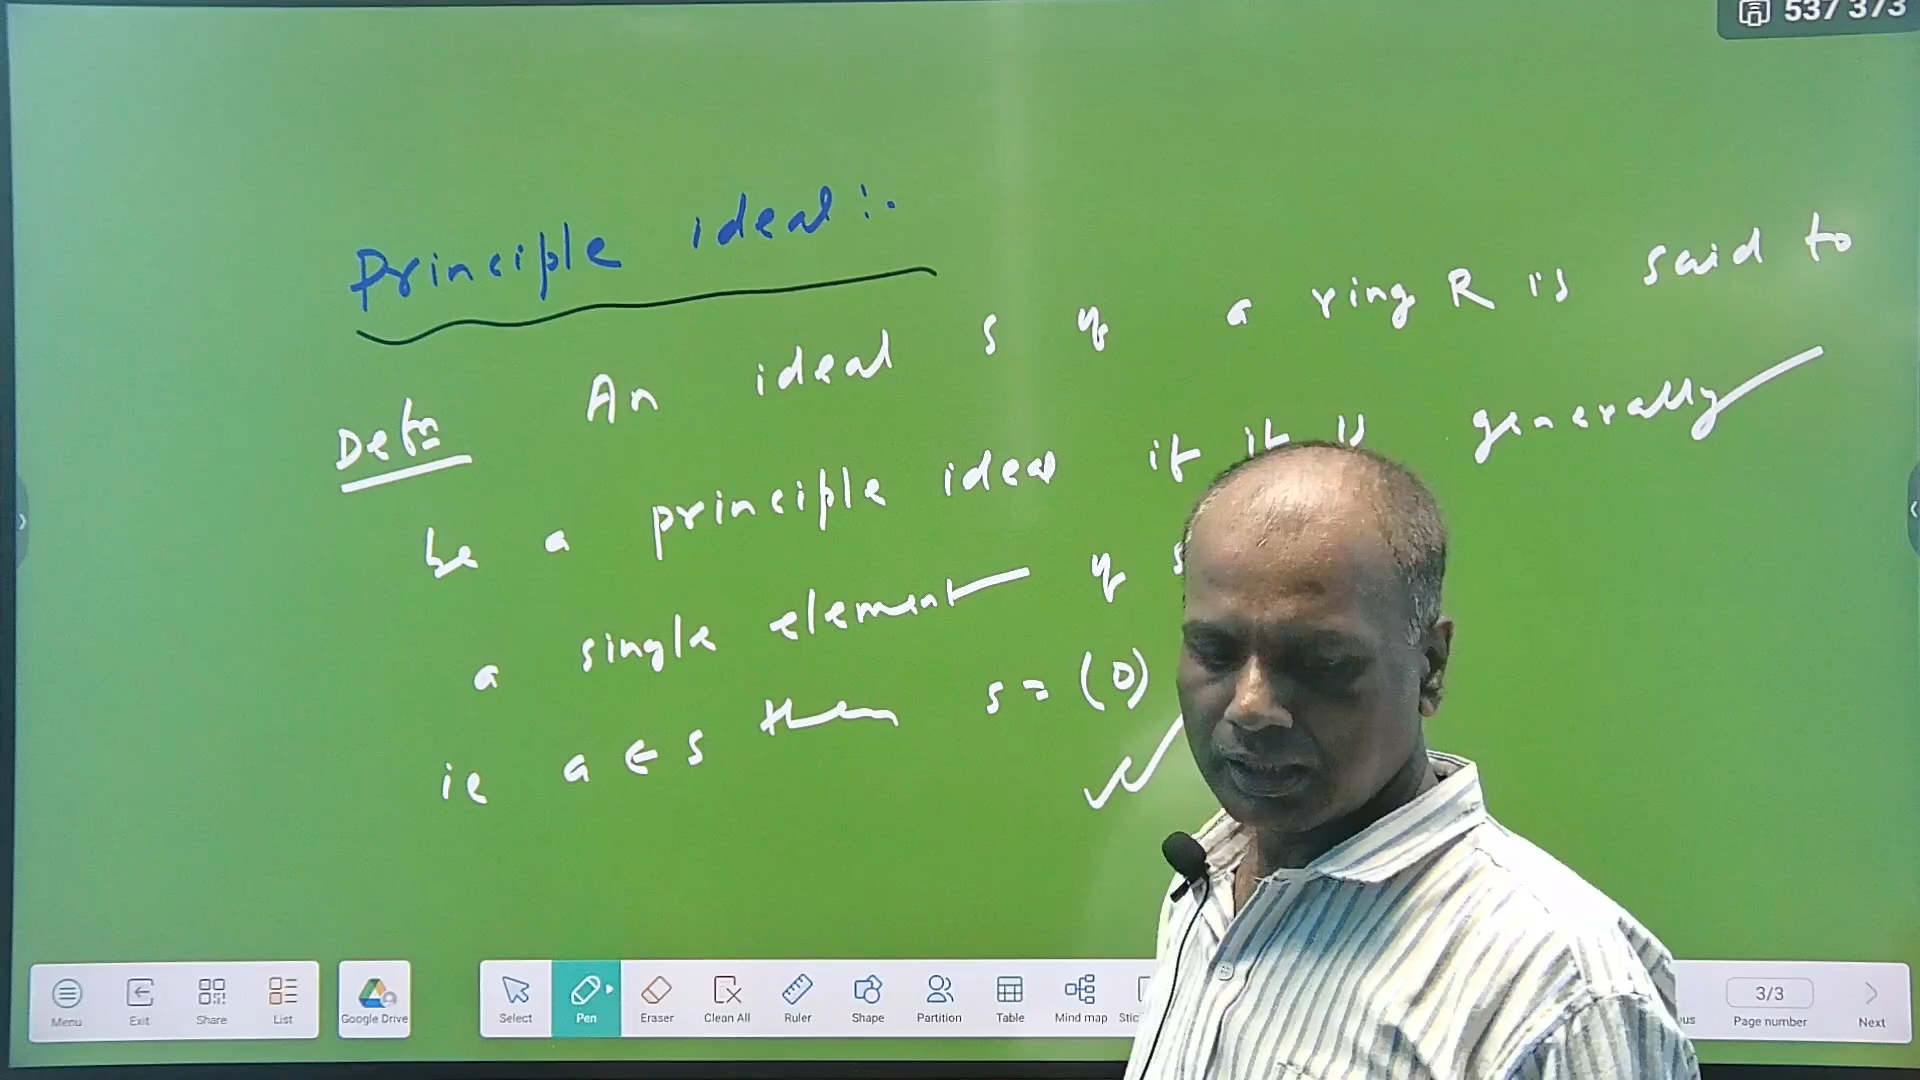 537 373
Principle ideal :.
Defn An ideal S of a ring R is said to
be a principle ideal if it is generally
a single element of S
ie a ∈ S then S = (0)
Menu
Exit
Share
List
Google Drive
Select
Pen
Eraser
Clean All
Ruler
Shape
Partition
Table
Mind map
3/3
Page number
Next